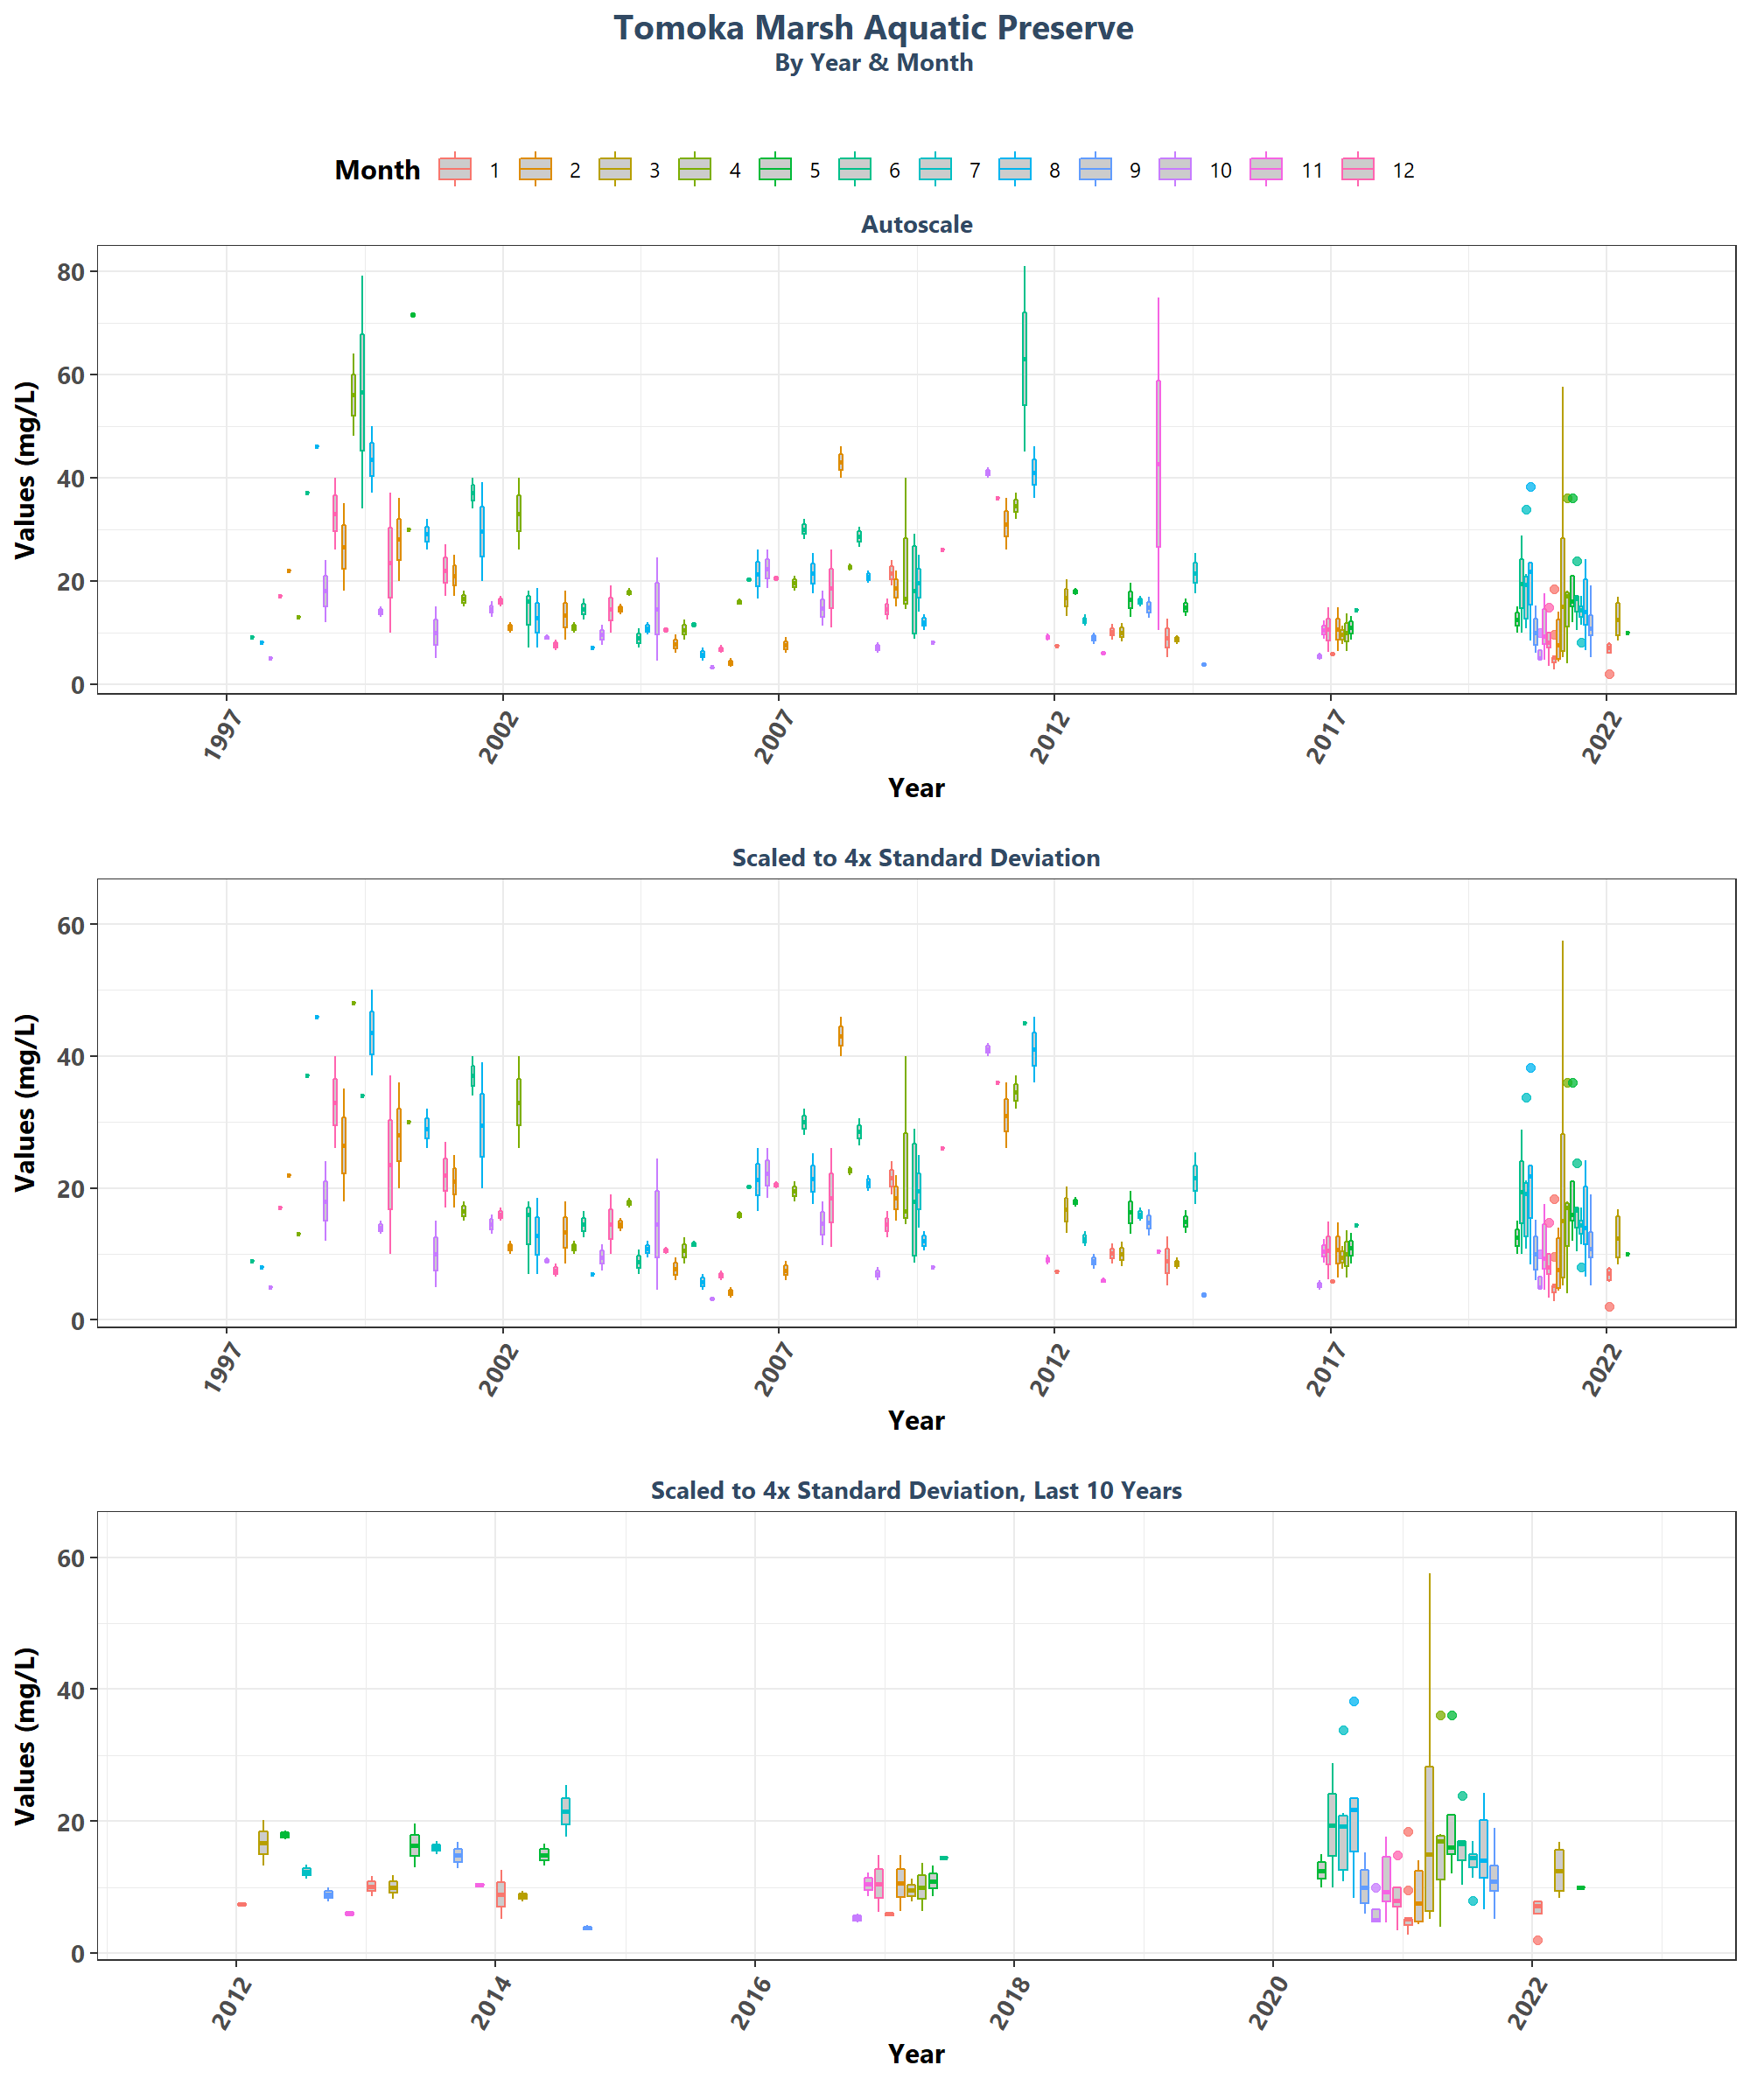 Tomoka Marsh Aquatic Preserve
By Year & Month
Month 1 2 3 4 5 6 7 8 9 10 11 12
Autoscale
Values (mg/L)
80
60
40
20
0
1997 2002 2007 2012 2017 2022
Year
Scaled to 4x Standard Deviation
Values (mg/L)
60
40
20
0
1997 2002 2007 2012 2017 2022
Year
Scaled to 4x Standard Deviation, Last 10 Years
Values (mg/L)
60
40
20
0
2012 2014 2016 2018 2020 2022
Year